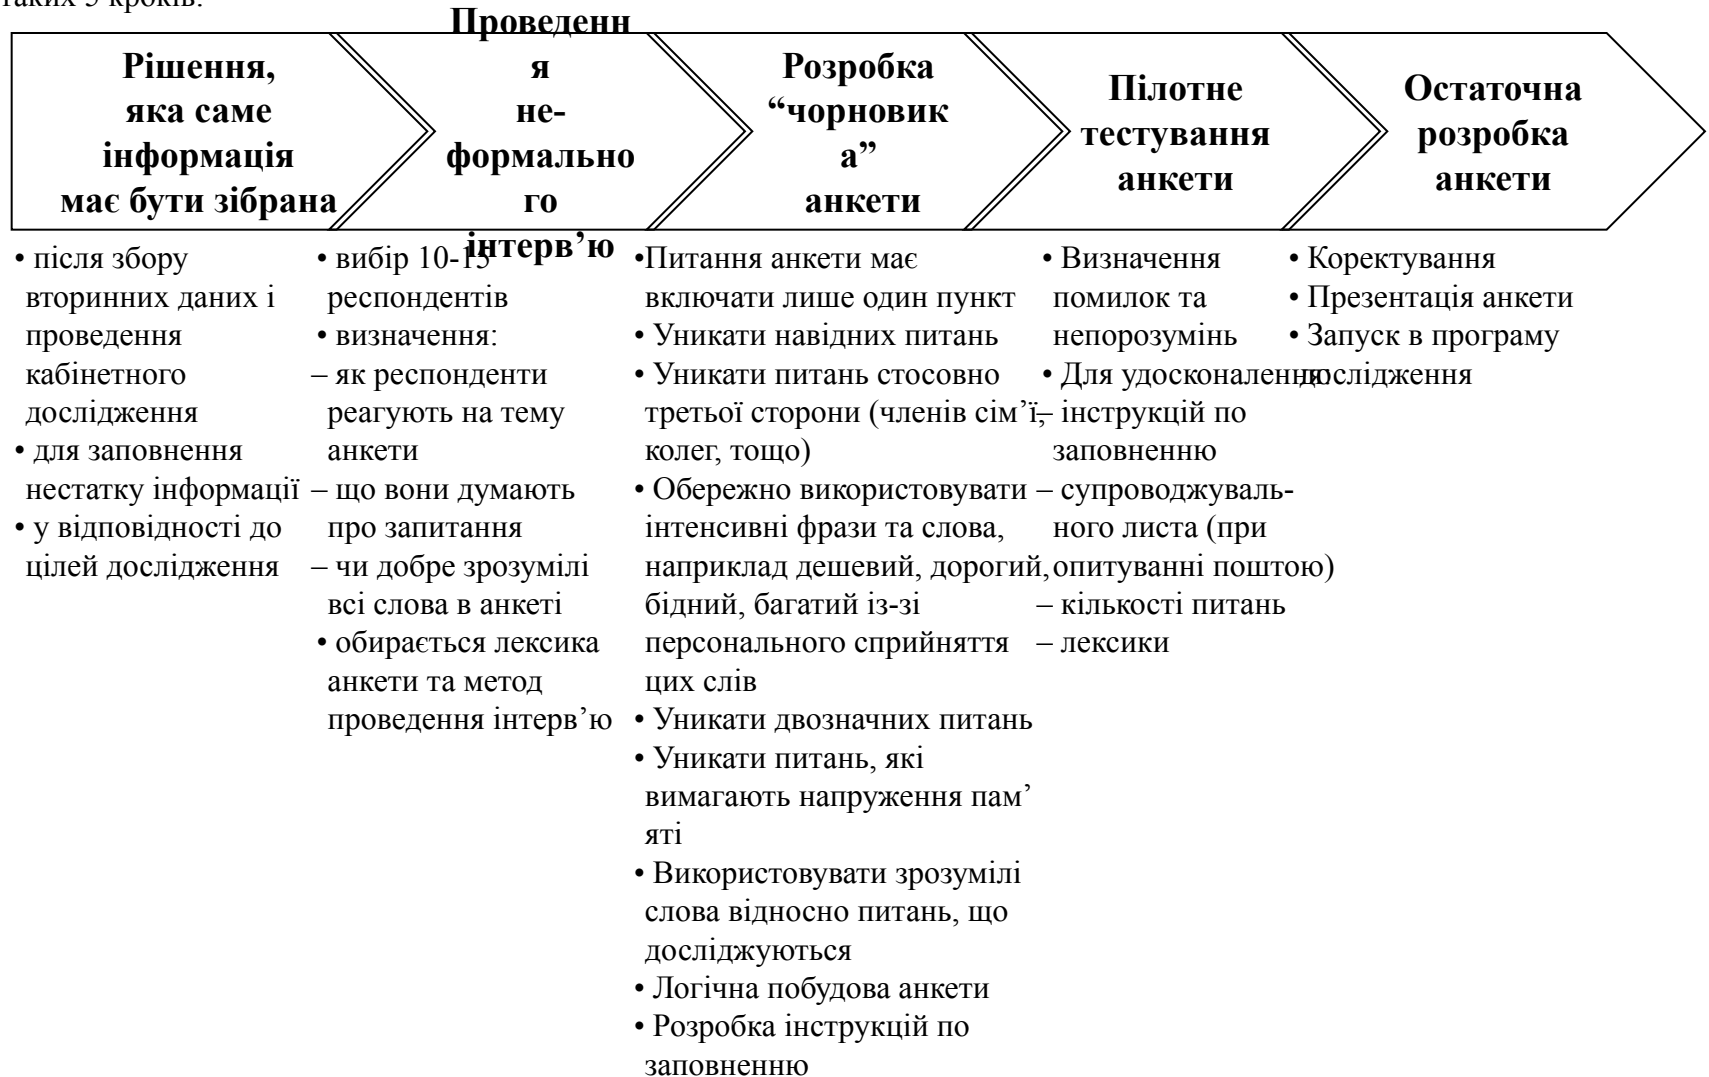 таких 5 кроків:
Рішення,
яка саме
інформація
має бути зібрана
Проведенн
я
не-
формально
го
інтерв’ю
Розробка
“чорновик
а”
анкети
Пілотне
тестування
анкети
Остаточна
розробка
анкети
• після збору
вторинних даних і
проведення
кабінетного
дослідження
• для заповнення
нестатку інформації
• у відповідності до
цілей дослідження
• вибір 10-15
респондентів
• визначення:
– як респонденти
реагують на тему
анкети
– що вони думають
про запитання
– чи добре зрозумілі
всі слова в анкеті
• обирається лексика
анкети та метод
проведення інтерв’ю
•Питання анкети має
включати лише один пункт
• Уникати навідних питань
• Уникати питань стосовно
третьої сторони (членів сім’ї,
колег, тощо)
• Обережно використовувати
інтенсивні фрази та слова,
наприклад дешевий, дорогий,
бідний, багатий із-зі
персонального сприйняття
цих слів
• Уникати двозначних питань
• Уникати питань, які
вимагають напруження пам’
яті
• Використовувати зрозумілі
слова відносно питань, що
досліджуються
• Логічна побудова анкети
• Розробка інструкцій по
заповненню
• Визначення
помилок та
непорозумінь
• Для удосконалення:
– інструкцій по
заповненню
– супроводжуваль-
ного листа (при
опитуванні поштою)
– кількості питань
– лексики
• Коректування
• Презентація анкети
• Запуск в програму
дослідження